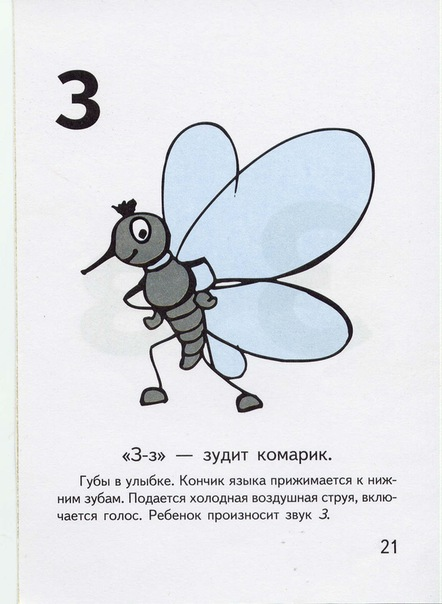 З
«З-з» — зудит комарик.
Губы в улыбке. Кончик языка прижимается к ниж-
ним зубам. Подается холодная воздушная струя, вклю-
чается голос. Ребенок произносит звук З.
21